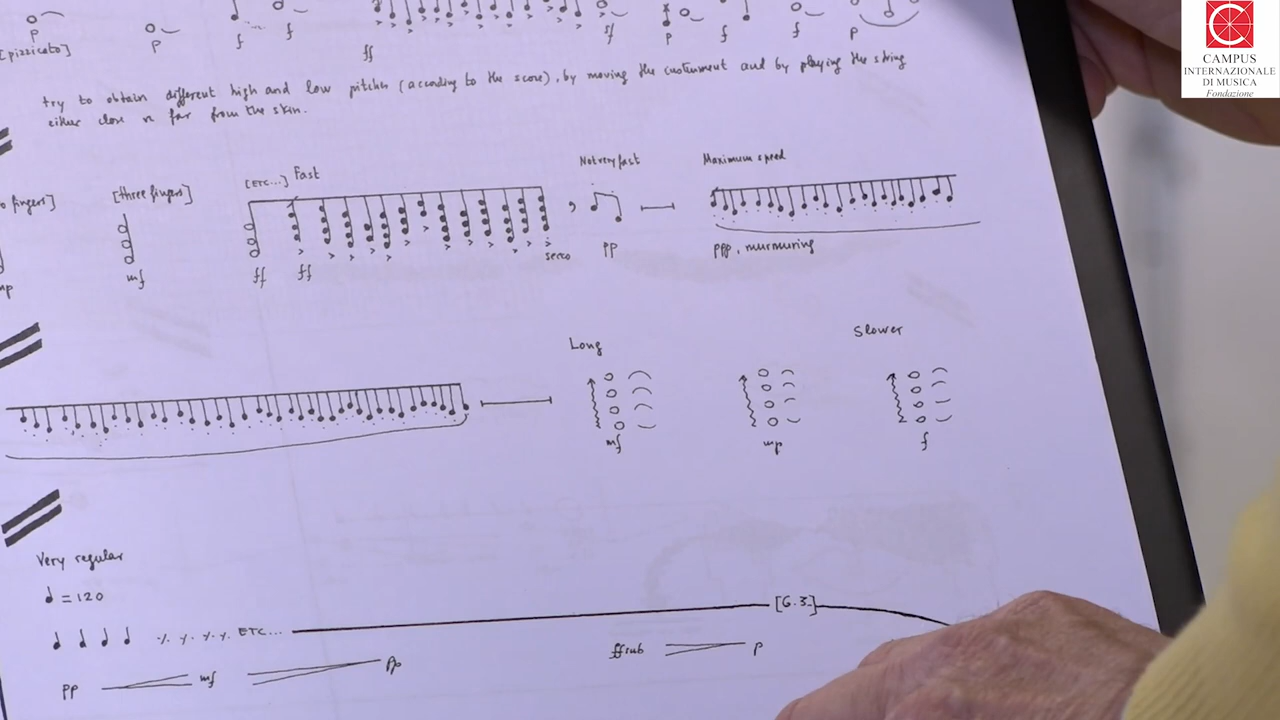 CAMPUS
INTERNAZIONALE
DI MUSICA
Fondazione
[pizzicato]
p
p
f
f
ff
ff
p
f
f
p
try to obtain different high and low pitches (according to the score), by moving the instrument and by playing the string
either close or far from the skin.
fingers]
mp
[three fingers]
mf
[ETC...] Fast
ff
ff
secco
Not very fast
pp
Maximum speed
ppp, murmuring
Long
mf
mp
Slower
f
Very regular
♩ = 120
ETC...
[6.3.]
pp
mf
pp
ff sub
p